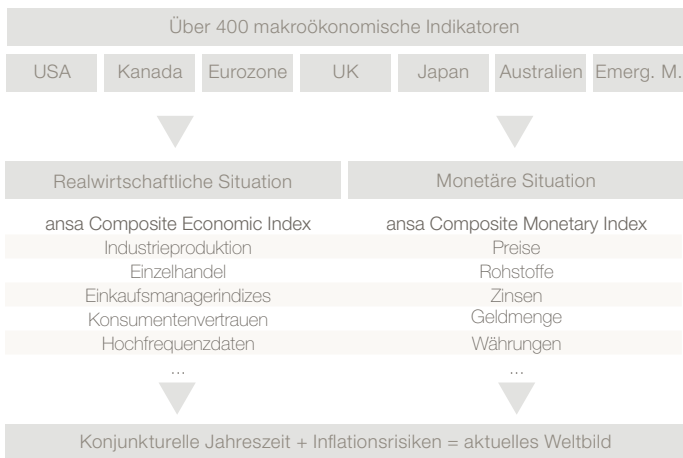 Über 400 makroökonomische Indikatoren
USA Kanada Eurozone UK Japan Australien Emerg. M.
Realwirtschaftliche Situation Monetäre Situation
ansa Composite Economic Index ansa Composite Monetary Index
Industrieproduktion Preise
Einzelhandel Rohstoffe
Einkaufsmanagerindizes Zinsen
Konsumentenvertrauen Geldmenge
Hochfrequenzdaten Währungen
... ...
Konjunkturelle Jahreszeit + Inflationsrisiken = aktuelles Weltbild